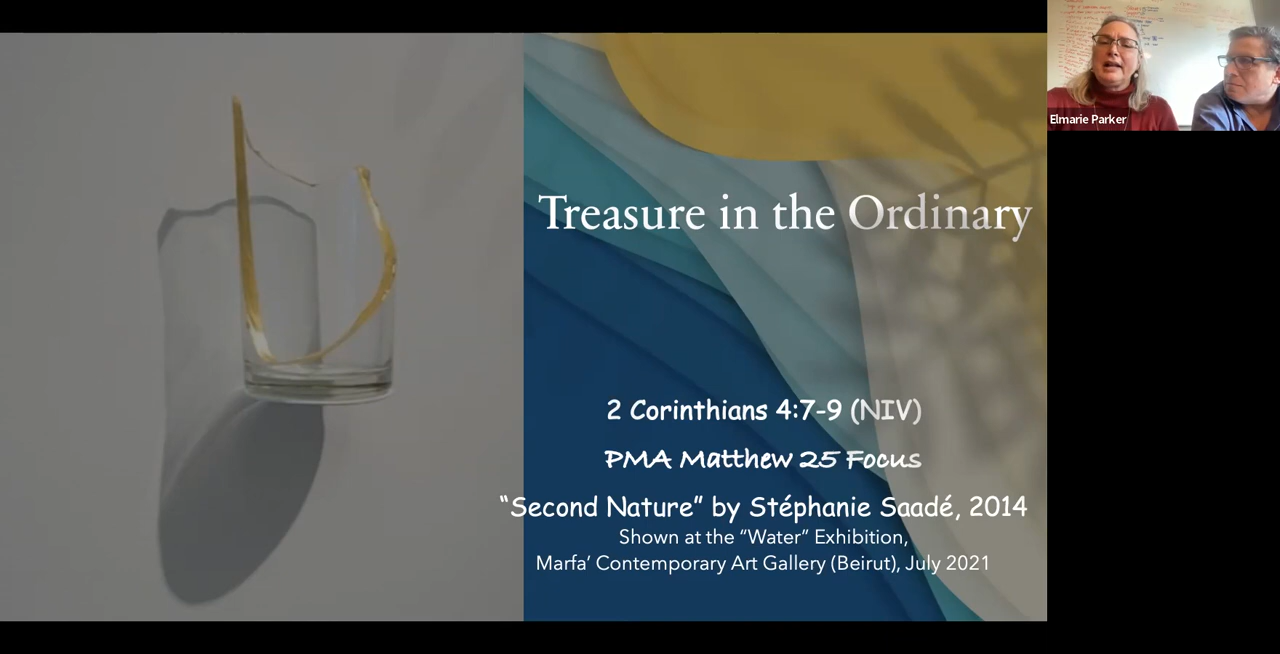 Treasure in the Ordinary
2 Corinthians 4:7-9 (NIV)
PMA Matthew 25 Focus
“Second Nature” by Stéphanie Saadé, 2014
Shown at the “Water” Exhibition,
Marfa’ Contemporary Art Gallery (Beirut), July 2021
Elmarie Parker